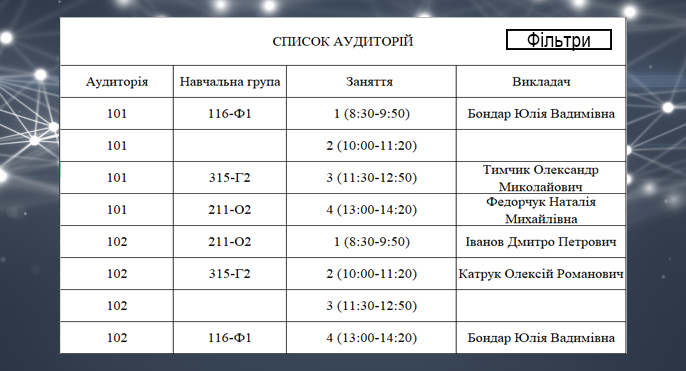 СПИСОК АУДИТОРІЙ Фільтри
Аудиторія Навчальна група Заняття Викладач
101 116-Ф1 1 (8:30-9:50) Бондар Юлія Вадимівна
101 2 (10:00-11:20)
101 315-Г2 3 (11:30-12:50) Тимчик Олександр
Миколайович
101 211-О2 4 (13:00-14:20) Федорчук Наталія
Михайлівна
102 211-О2 1 (8:30-9:50) Іванов Дмитро Петрович
102 315-Г2 2 (10:00-11:20) Катрук Олексій Романович
102 3 (11:30-12:50)
102 116-Ф1 4 (13:00-14:20) Бондар Юлія Вадимівна